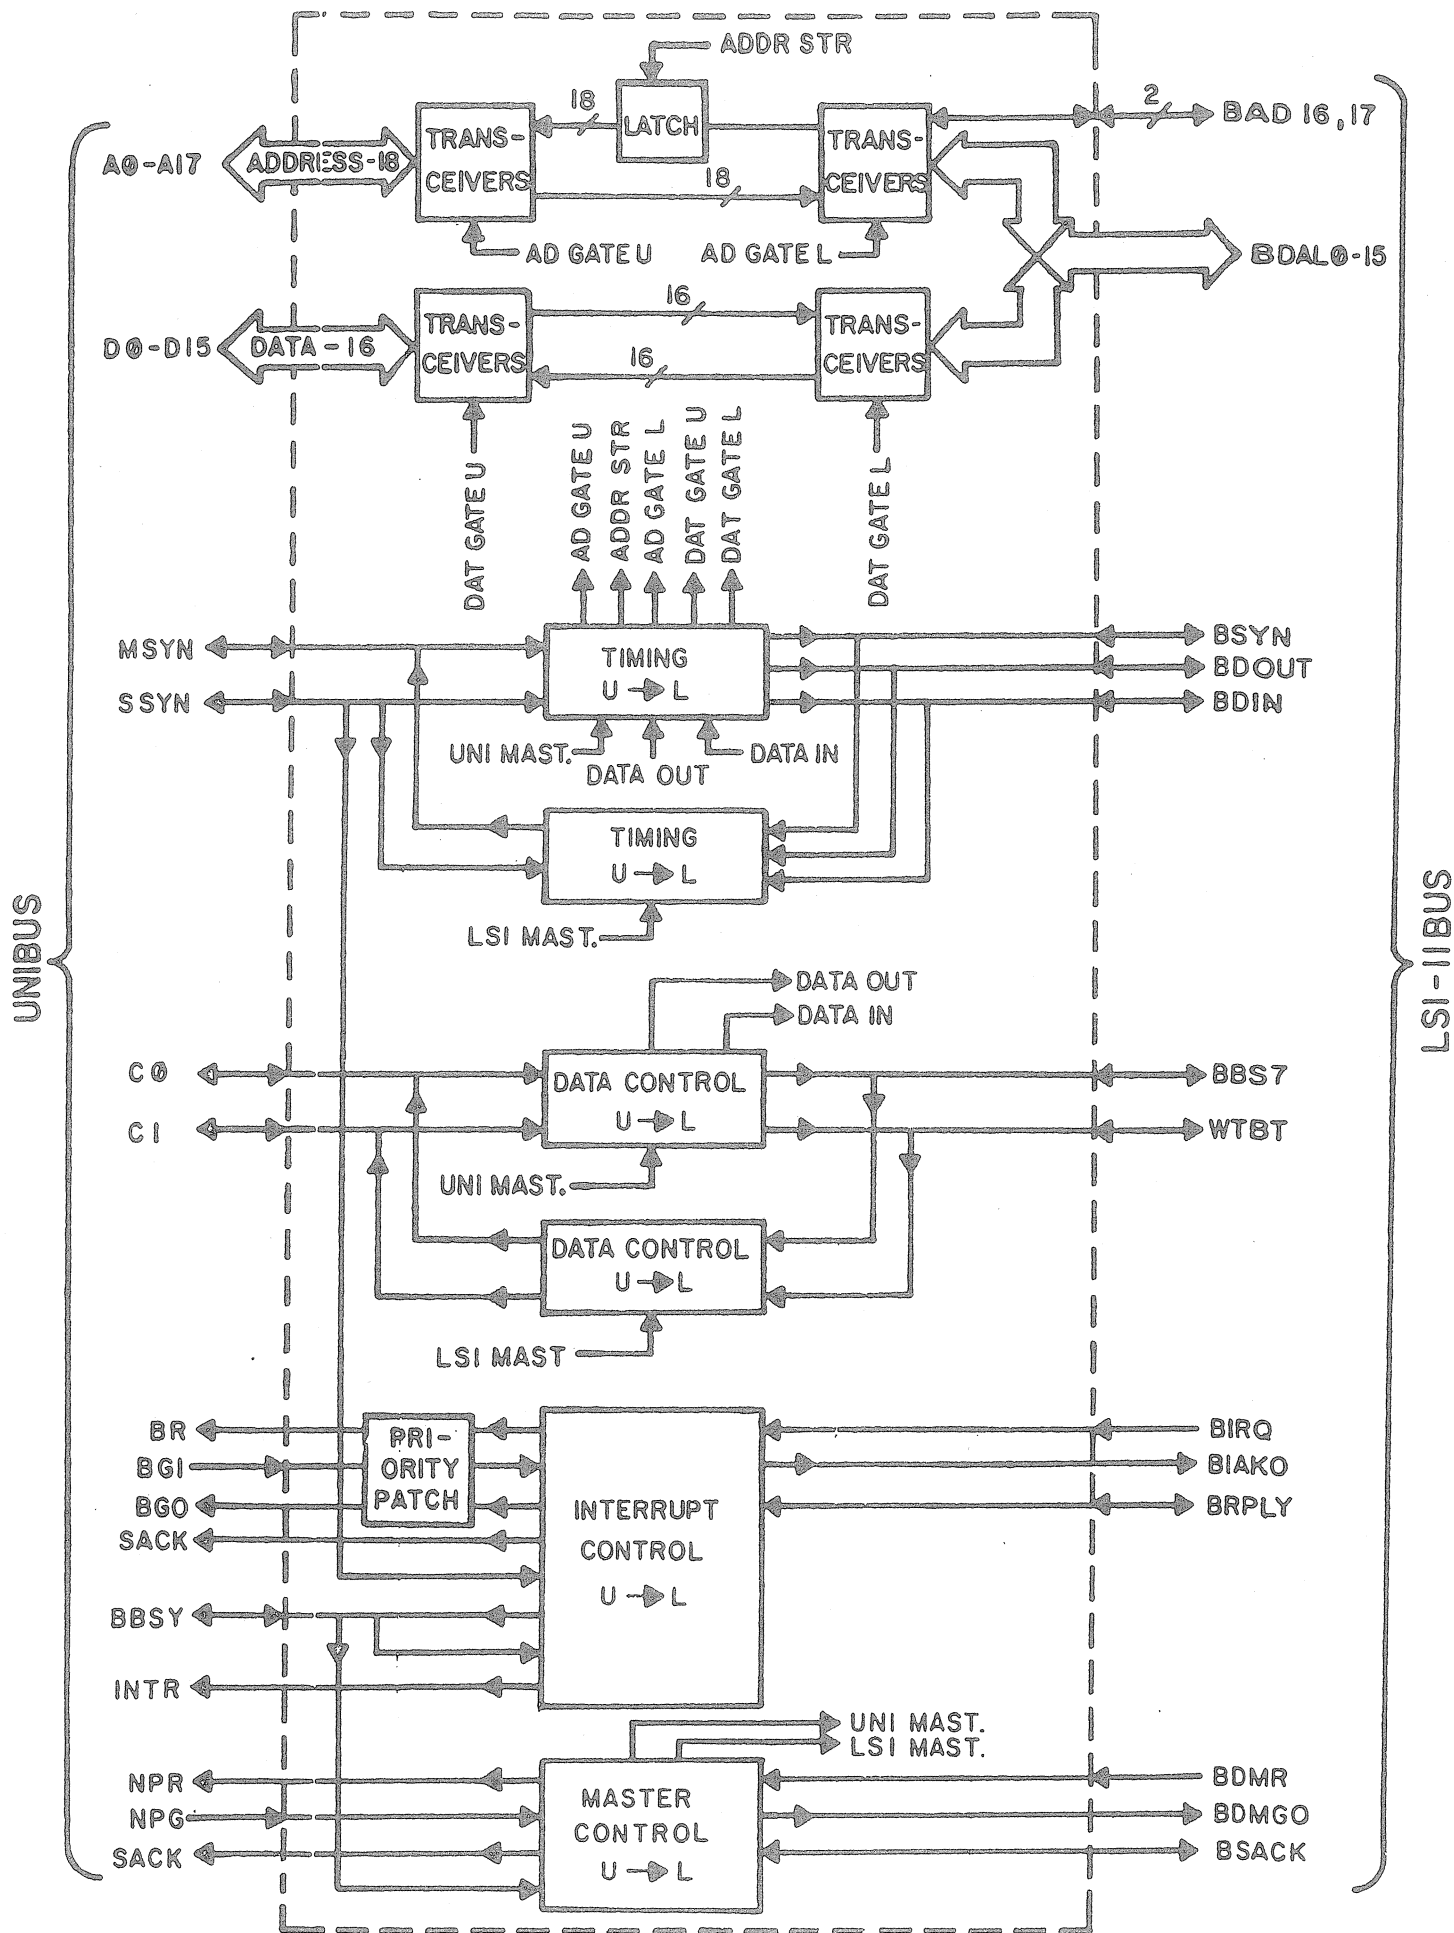 ADDR STR
LATCH
18
2
BAD 16,17
TRANS-
CEIVERS
TRANS-
CEIVERS
A0-A17
ADDRESS-18
18
AD GATE U
AD GATE L
BDAL0-15
16
TRANS-
CEIVERS
TRANS-
CEIVERS
D0-D15
DATA-16
16
DAT GATE U
AD GATE U
ADDR STR
AD GATE L
DAT GATE U
DAT GATE L
DAT GATE L
MSYN
SSYN
TIMING
U → L
BSYN
BDOUT
BDIN
UNI MAST.
DATA OUT
DATA IN
TIMING
U → L
LSI MAST.
UNIBUS
LSI-11 BUS
DATA OUT
DATA IN
C0
C1
DATA CONTROL
U → L
BBS7
WTBT
UNI MAST.
DATA CONTROL
U → L
LSI MAST
BR
BGI
BGO
SACK
PRI-
ORITY
PATCH
INTERRUPT
CONTROL
U → L
BIRQ
BIAKO
BRPLY
BBSY
INTR
UNI MAST.
LSI MAST.
NPR
NPG
SACK
MASTER
CONTROL
U → L
BDMR
BDMGO
BSACK